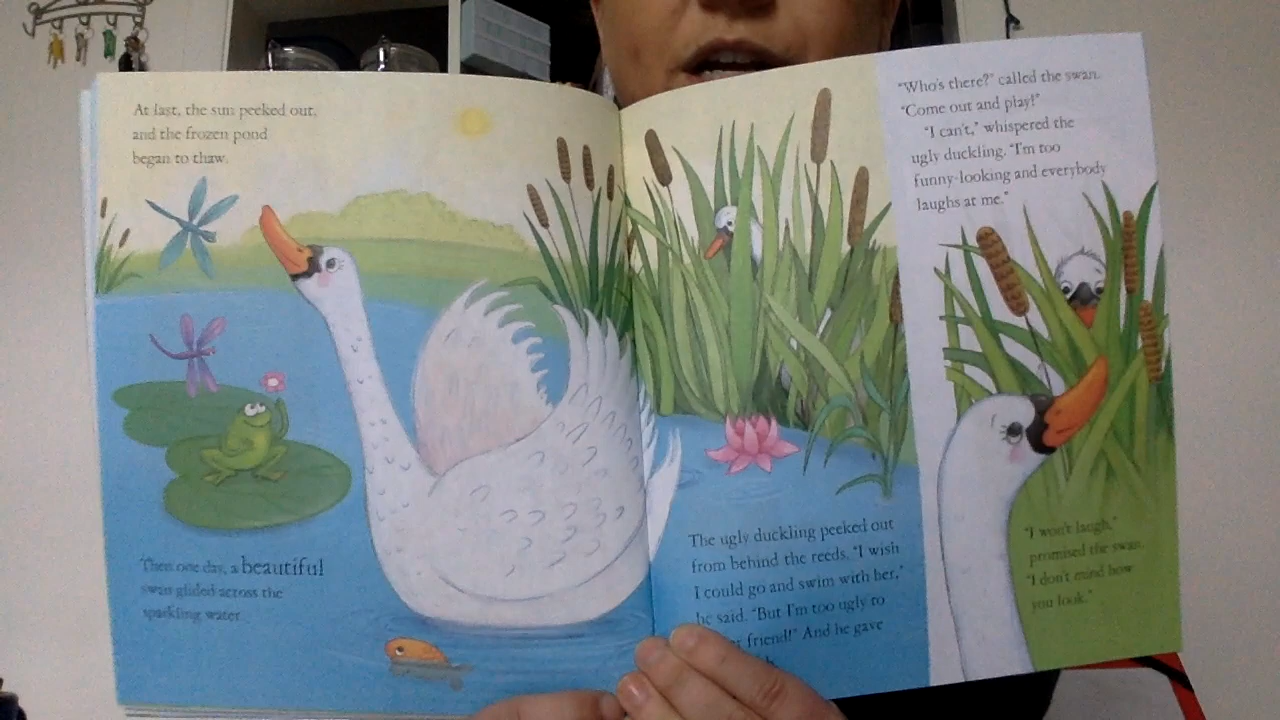 At last, the sun peeked out,
and the frozen pond
began to thaw.
Then one day, a beautiful
swan glided across the
sparkling water.
The ugly duckling peeked out
from behind the reeds. "I wish
I could go and swim with her,"
he said. "But I'm too ugly to
friend!" And he gave
"Who's there?" called the swan.
"Come out and play!"
"I can't," whispered the
ugly duckling. "I'm too
funny-looking and everybody
laughs at me."
"I won't laugh,"
promised the swan.
"I don't mind how
you look."